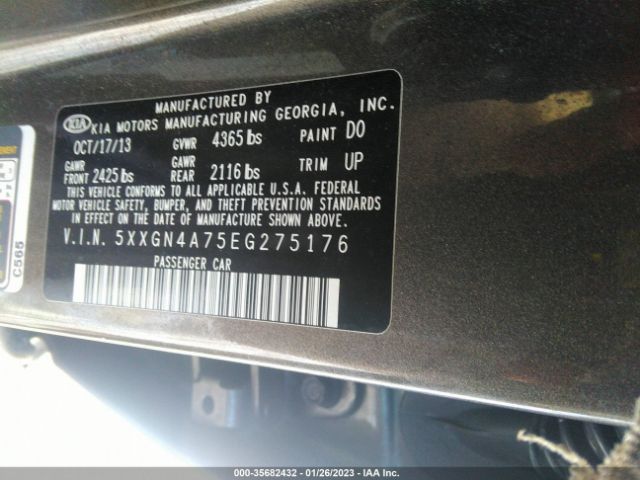 MANUFACTURED BY
KIA KIA MOTORS MANUFACTURING GEORGIA, INC.
OCT/17/13 GVWR 4365 lbs PAINT D0
GAWR FRONT 2425 lbs GAWR REAR 2116 lbs TRIM UP
THIS VEHICLE CONFORMS TO ALL APPLICABLE U.S.A. FEDERAL
MOTOR VEHICLE SAFETY, BUMPER, AND THEFT PREVENTION STANDARDS
IN EFFECT ON THE DATE OF MANUFACTURE SHOWN ABOVE.
V.I.N. 5XXGN4A75EG275176
PASSENGER CAR
C565
000-35682432 - 01/26/2023 - IAA Inc.